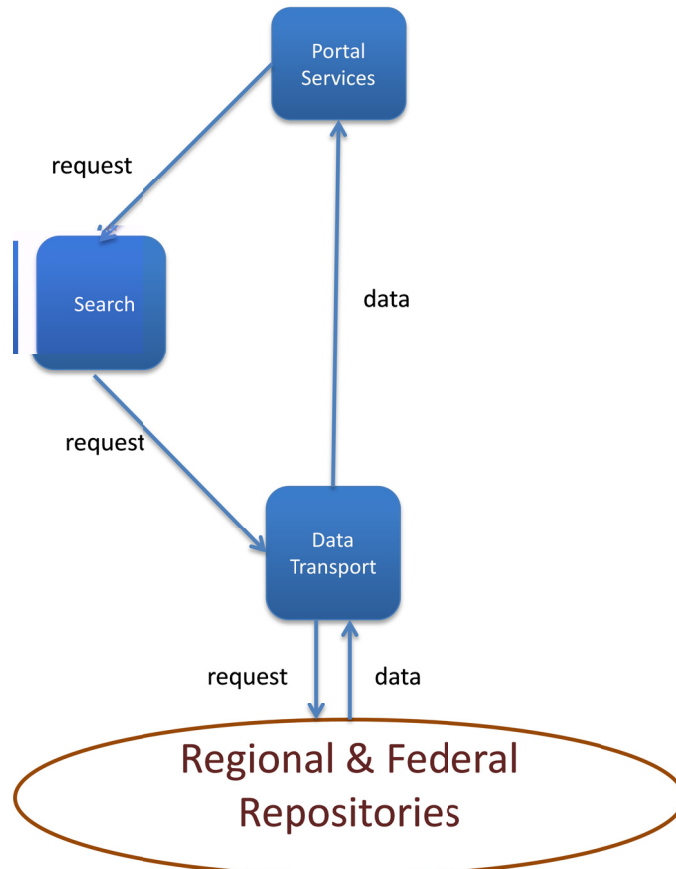 Portal
Services
request
Search
data
request
Data
Transport
request
data
Regional & Federal
Repositories